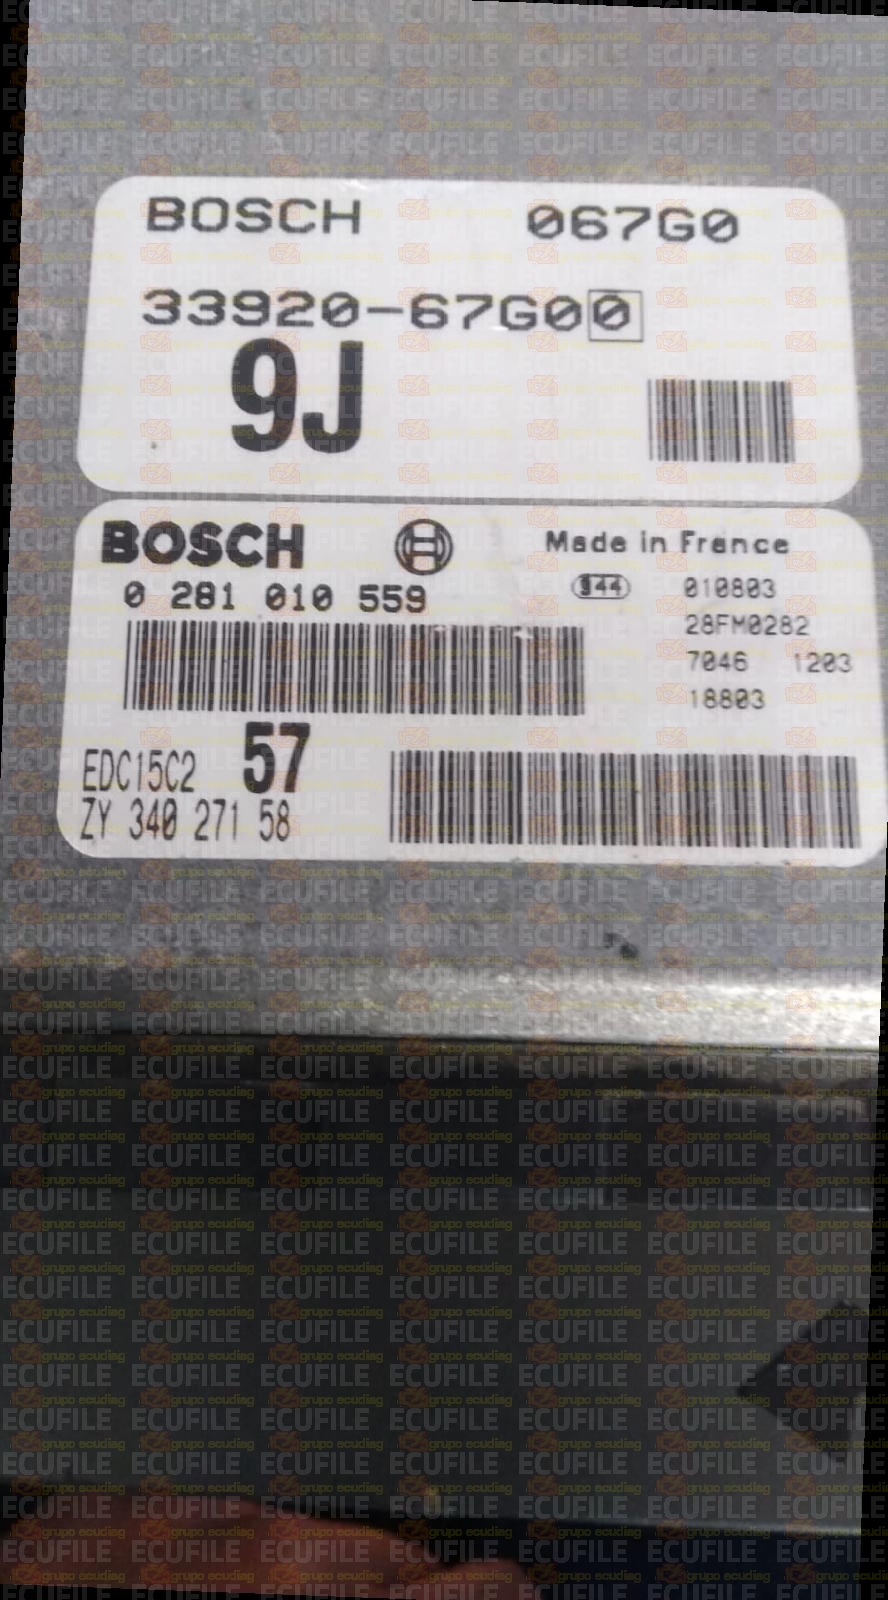 BOSCH 067G0
33920-67G00
9J
BOSCH
Made in France
0 281 010 559
344 010803
28FM0282
7046 1203
18803
EDC15C2 57
ZY 340 271 58
ECUFILE
grupo ecudiag